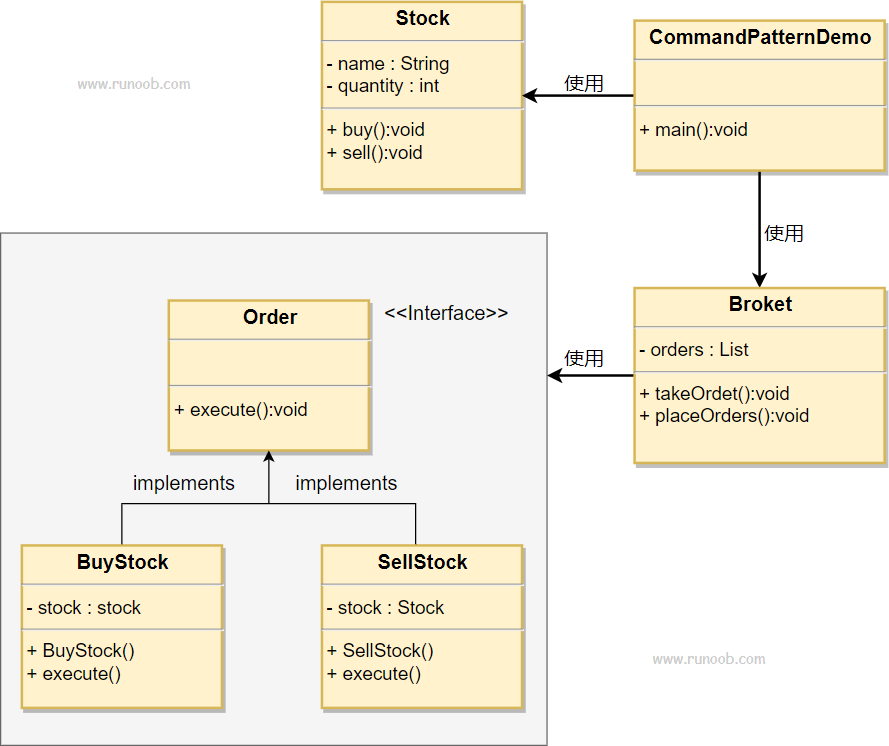 Stock
- name : String
- quantity : int
+ buy():void
+ sell():void
www.runoob.com
使用
CommandPatternDemo
+ main():void
使用
Order
<<Interface>>
+ execute():void
使用
Broket
- orders : List
+ takeOrdet():void
+ placeOrders():void
implements
implements
BuyStock
- stock : stock
+ BuyStock()
+ execute()
SellStock
- stock : Stock
+ SellStock()
+ execute()
www.runoob.com